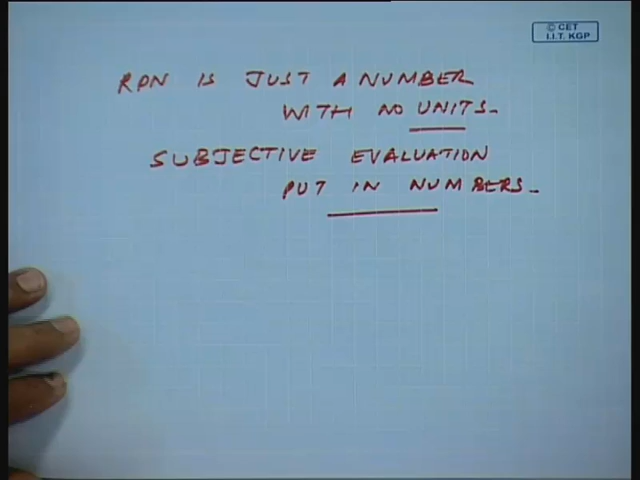 © CET
I.I.T. KGP
RPN IS JUST A NUMBER
WITH NO UNITS.
SUBJECTIVE EVALUATION
PUT IN NUMBERS.